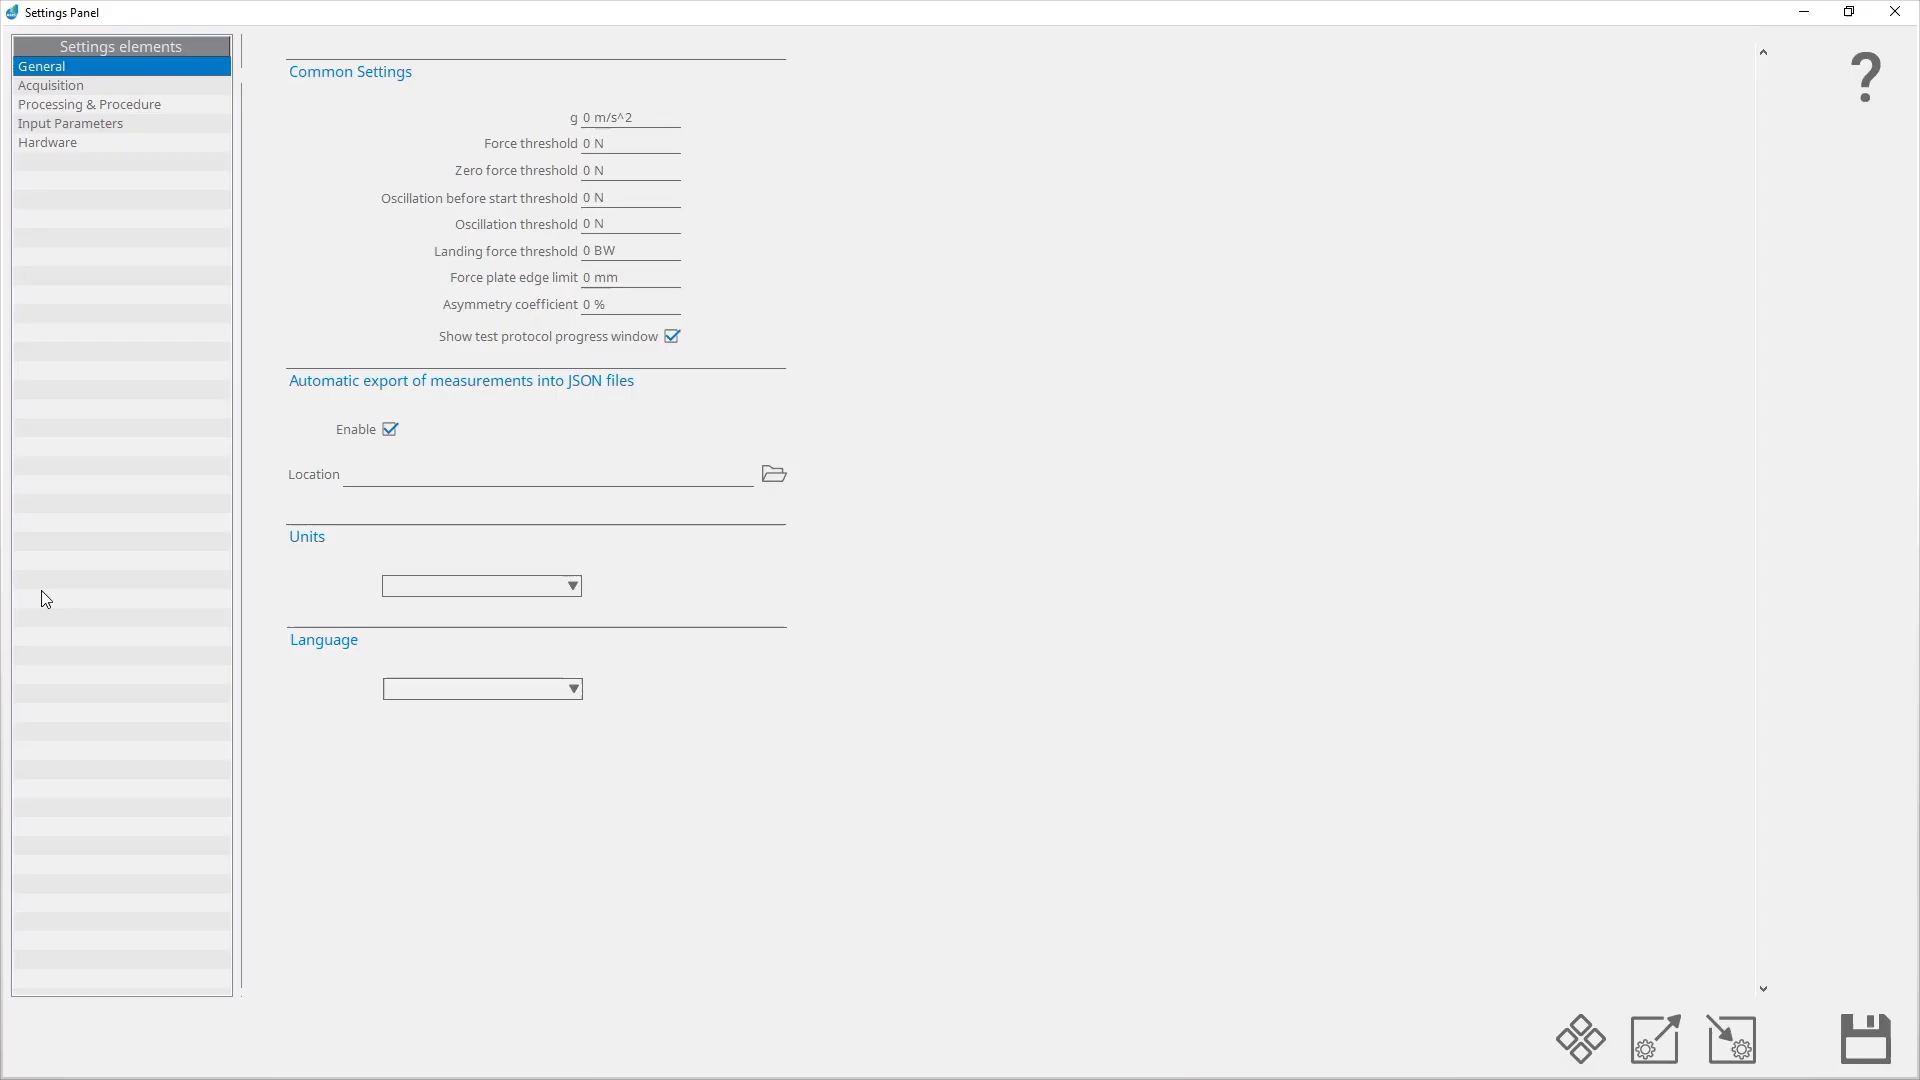 Settings Panel
Settings elements
General
Acquisition
Processing & Procedure
Input Parameters
Hardware
Common Settings
g 0 m/s^2
Force threshold 0 N
Zero force threshold 0 N
Oscillation before start threshold 0 N
Oscillation threshold 0 N
Landing force threshold 0 BW
Force plate edge limit 0 mm
Asymmetry coefficient 0 %
Show test protocol progress window
Automatic export of measurements into JSON files
Enable
Location
Units
Language
?